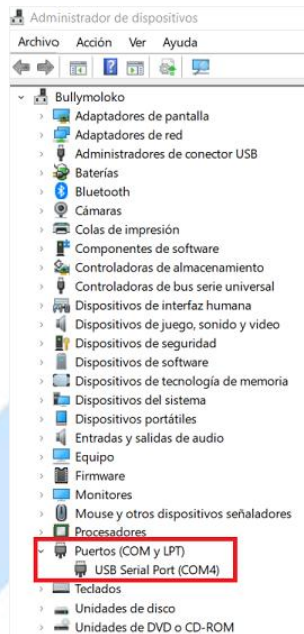 Administrador de dispositivos
Archivo Acción Ver Ayuda
Bullymoloko
Adaptadores de pantalla
Adaptadores de red
Administradores de conector USB
Baterías
Bluetooth
Cámaras
Colas de impresión
Componentes de software
Controladoras de almacenamiento
Controladoras de bus serie universal
Dispositivos de interfaz humana
Dispositivos de juego, sonido y video
Dispositivos de seguridad
Dispositivos de software
Dispositivos de tecnología de memoria
Dispositivos del sistema
Dispositivos portátiles
Entradas y salidas de audio
Equipo
Firmware
Monitores
Mouse y otros dispositivos señaladores
Procesadores
Puertos (COM y LPT)
USB Serial Port (COM4)
Teclados
Unidades de disco
Unidades de DVD o CD-ROM